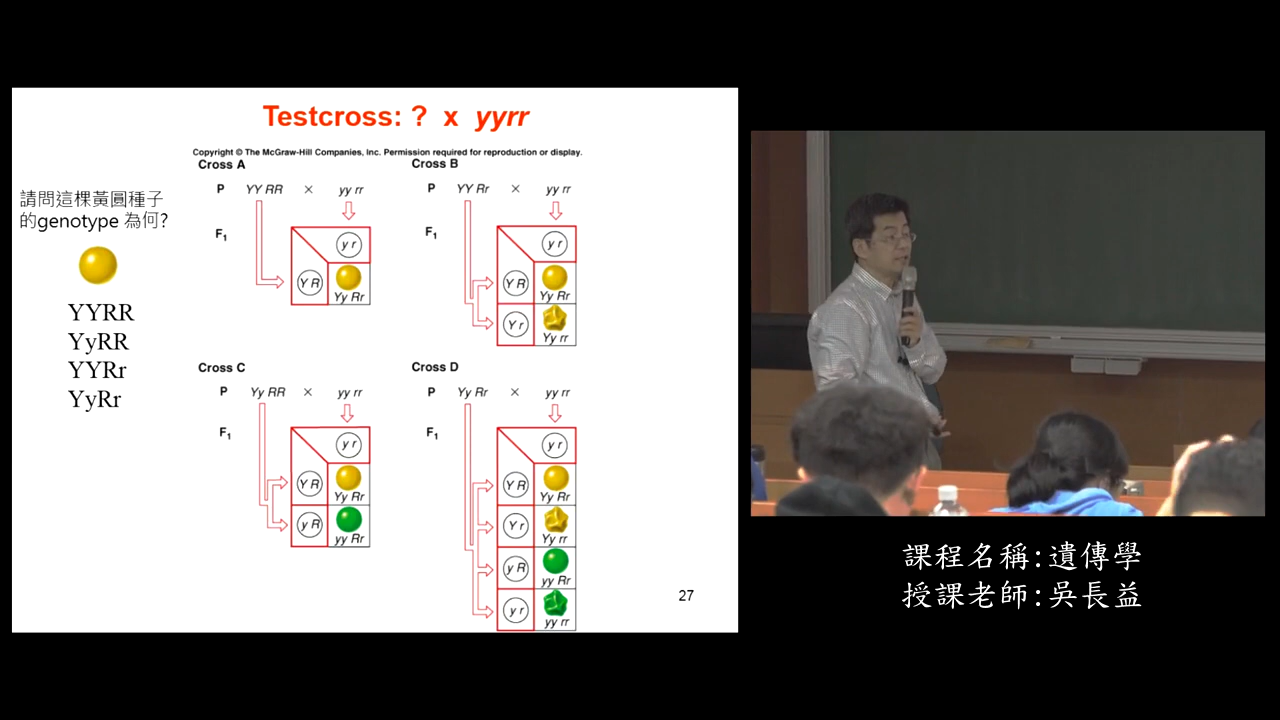 Testcross: ? x yyrr
Copyright © The McGraw-Hill Companies, Inc. Permission required for reproduction or display.
請問這棵黃圓種子
的genotype 為何?
YYRR
YyRR
YYRr
YyRr
Cross A
P YY RR × yy rr
F1
y r
Y R
Yy Rr
Cross B
P YY Rr × yy rr
F1
y r
Y R
Yy Rr
Y r
Yy rr
Cross C
P Yy RR × yy rr
F1
y r
Y R
Yy Rr
y R
yy Rr
Cross D
P Yy Rr × yy rr
F1
y r
Y R
Yy Rr
Y r
Yy rr
y R
yy Rr
y r
yy rr
27
課程名稱:遺傳學
授課老師:吳長益